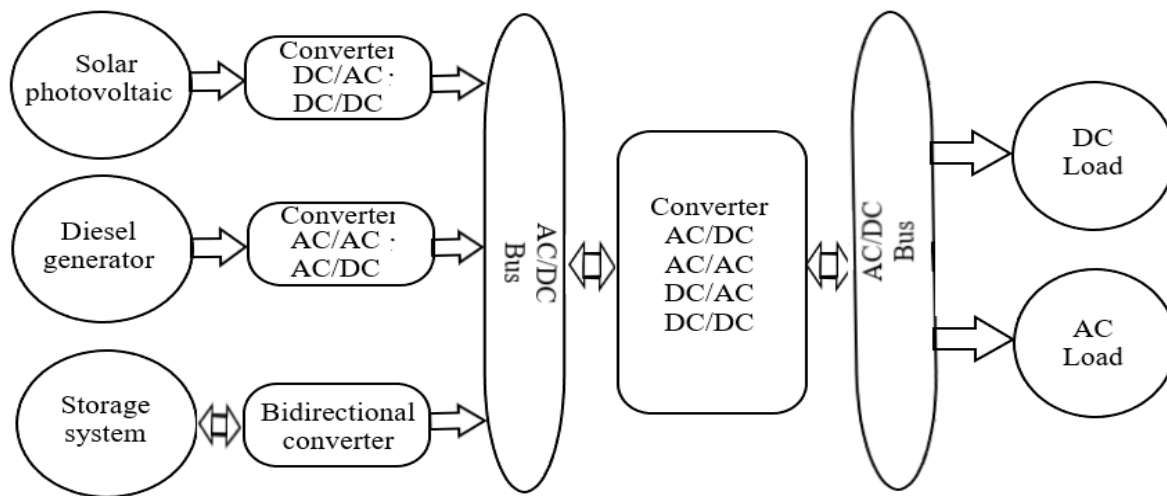 Solar
photovoltaic
Converter
DC/AC ;
DC/DC
Diesel
generator
Converter
AC/AC ;
AC/DC
Storage
system
Bidirectional
converter
AC/DC
Bus
Converter
AC/DC
AC/AC
DC/AC
DC/DC
AC/DC
Bus
DC
Load
AC
Load